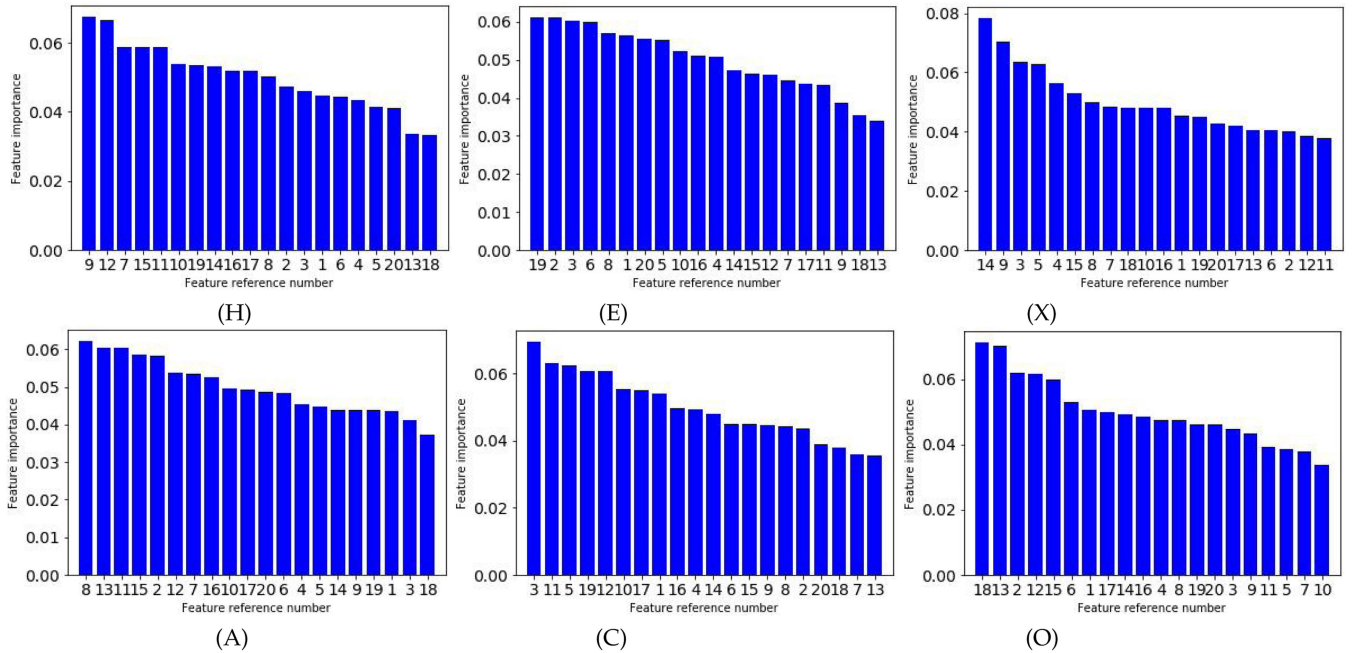 0.06
0.04
0.02
0.00
Feature importance
9 12 7 15 11 10 19 14 16 17 8 2 3 1 6 4 5 20 13 18
Feature reference number
(H)
0.06
0.05
0.04
0.03
0.02
0.01
0.00
Feature importance
19 2 3 6 8 1 20 5 10 16 4 14 15 12 7 17 11 9 18 13
Feature reference number
(E)
0.08
0.06
0.04
0.02
0.00
Feature importance
14 9 3 5 4 15 8 7 18 10 16 1 19 20 17 13 6 2 12 11
Feature reference number
(X)
0.06
0.05
0.04
0.03
0.02
0.01
0.00
Feature importance
8 13 11 15 2 12 7 16 10 17 20 6 4 5 14 9 19 1 3 18
Feature reference number
(A)
0.06
0.04
0.02
0.00
Feature importance
3 11 5 19 12 10 17 1 16 4 14 6 15 9 8 2 20 18 7 13
Feature reference number
(C)
0.06
0.04
0.02
0.00
Feature importance
18 13 2 12 15 6 1 17 14 16 4 8 19 20 3 9 11 5 7 10
Feature reference number
(O)